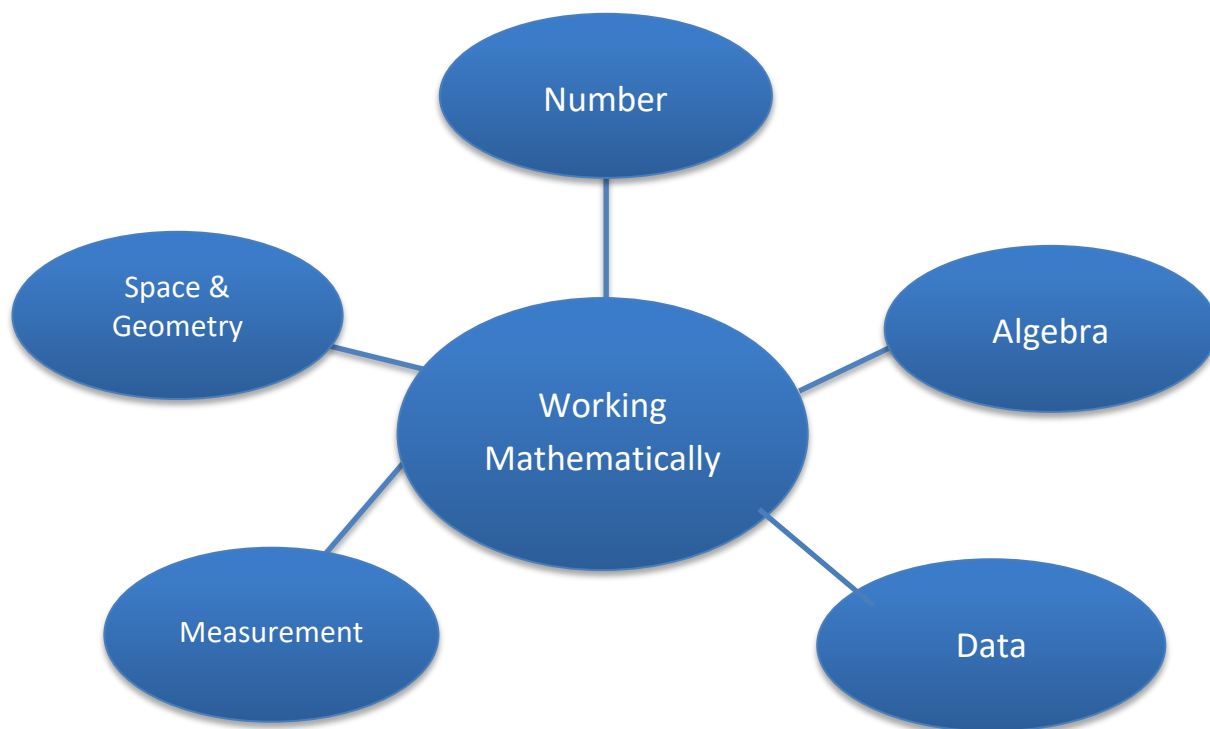 Number
Space &
Geometry
Algebra
Working
Mathematically
Measurement
Data